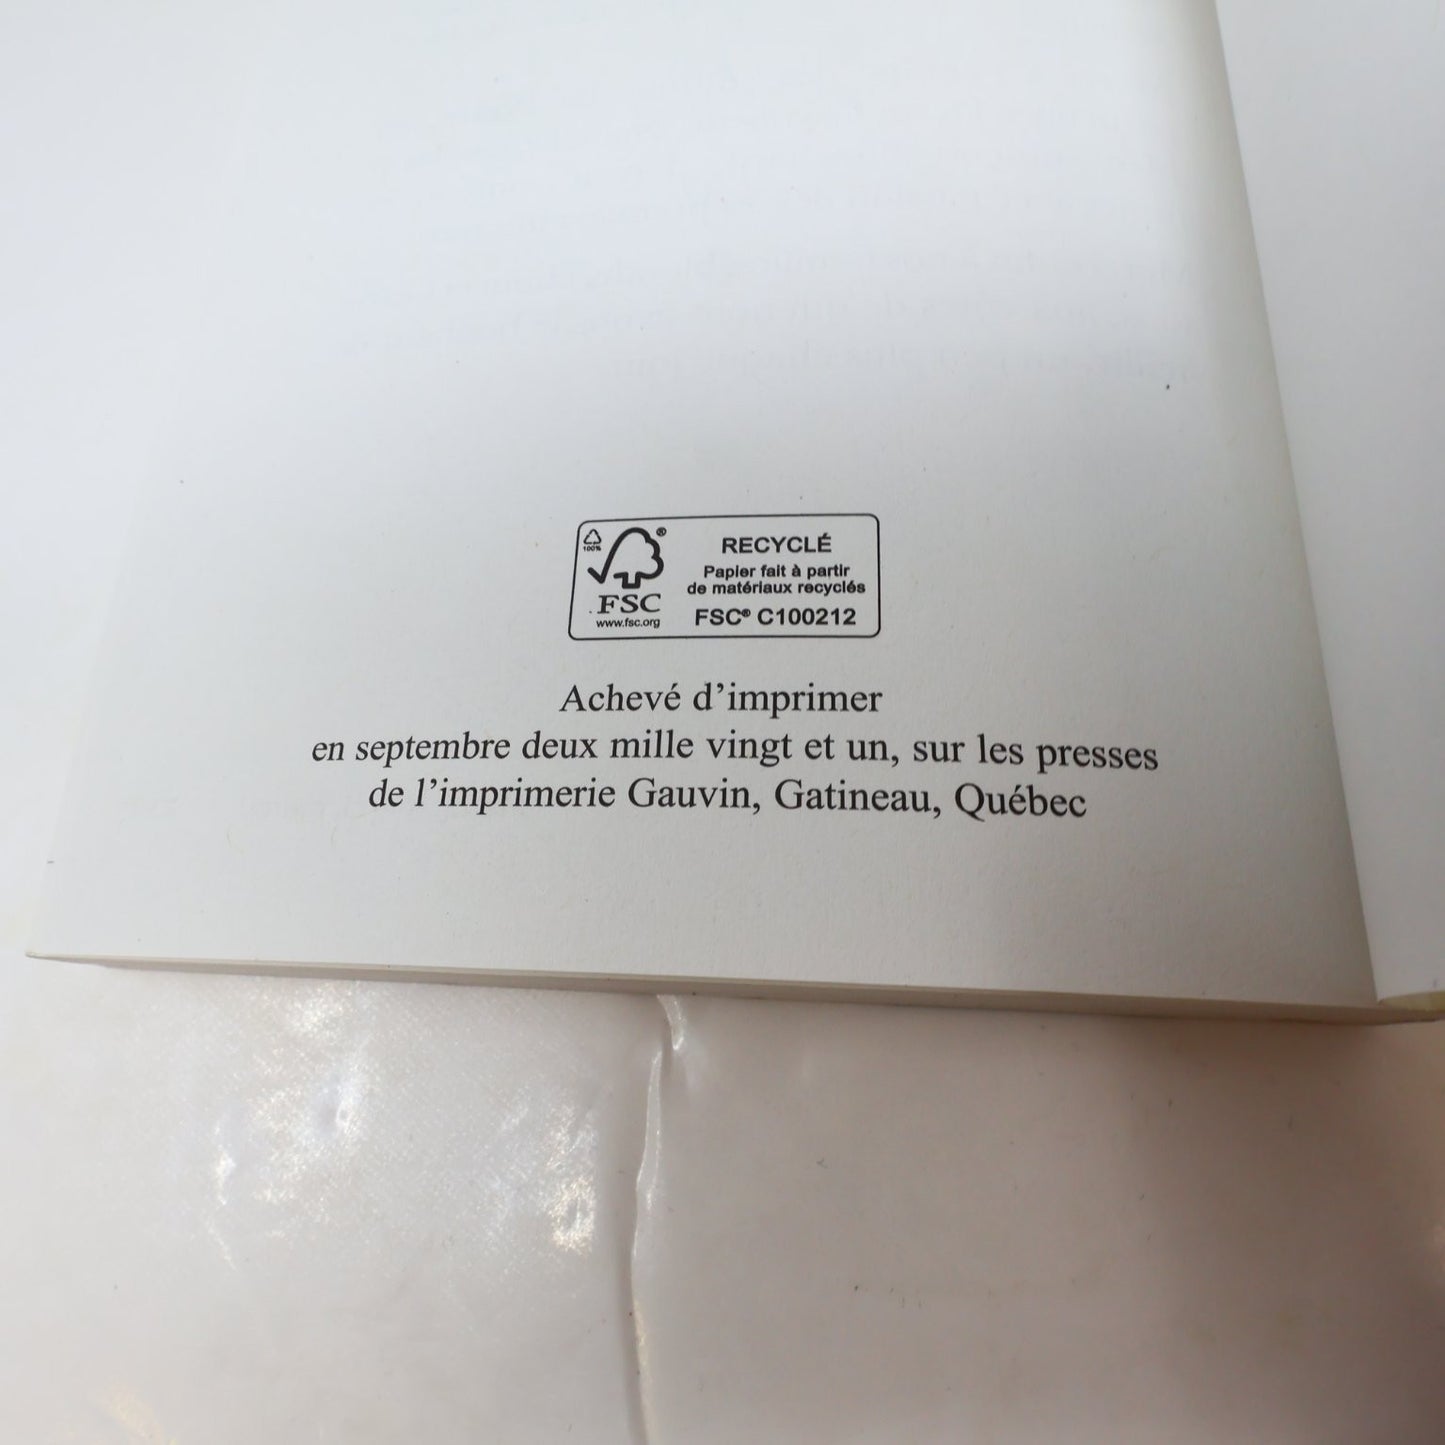 100%
®
FSC
www.fsc.org
RECYCLÉ
Papier fait à partir
de matériaux recyclés
FSC® C100212
Achevé d’imprimer
en septembre deux mille vingt et un, sur les presses
de l’imprimerie Gauvin, Gatineau, Québec